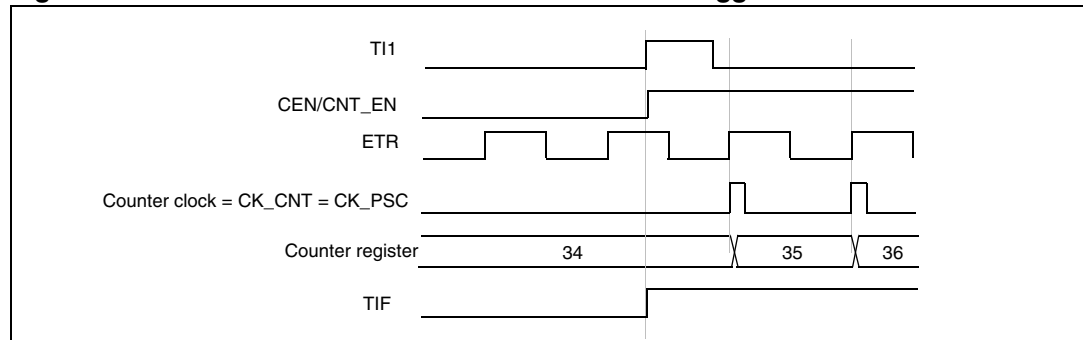 TI1
CEN/CNT_EN
ETR
Counter clock = CK_CNT = CK_PSC
Counter register
34 35 36
TIF